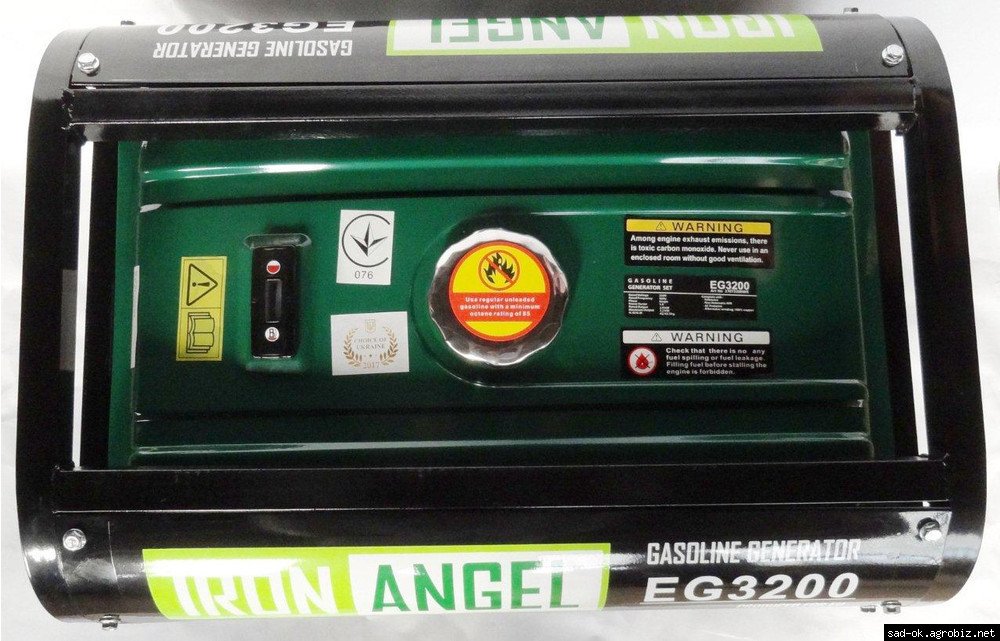 GASOLINE GENERATOR
EG3200
IRON ANGEL
076
CHOICE OF
UKRAINE
2017
Use regular unleaded
gasoline with a minimum
octane rating of 85
WARNING
Among engine exhaust emissions, there
is toxic carbon monoxide. Never use in an
enclosed room without good ventilation.
GASOLINE
GENERATOR SET
EG3200
WARNING
Check that there is no any
fuel spilling or fuel leakage.
Filling fuel before stalling the
engine is forbidden.
IRON ANGEL
GASOLINE GENERATOR
EG3200
sad-ok.agrobiz.net